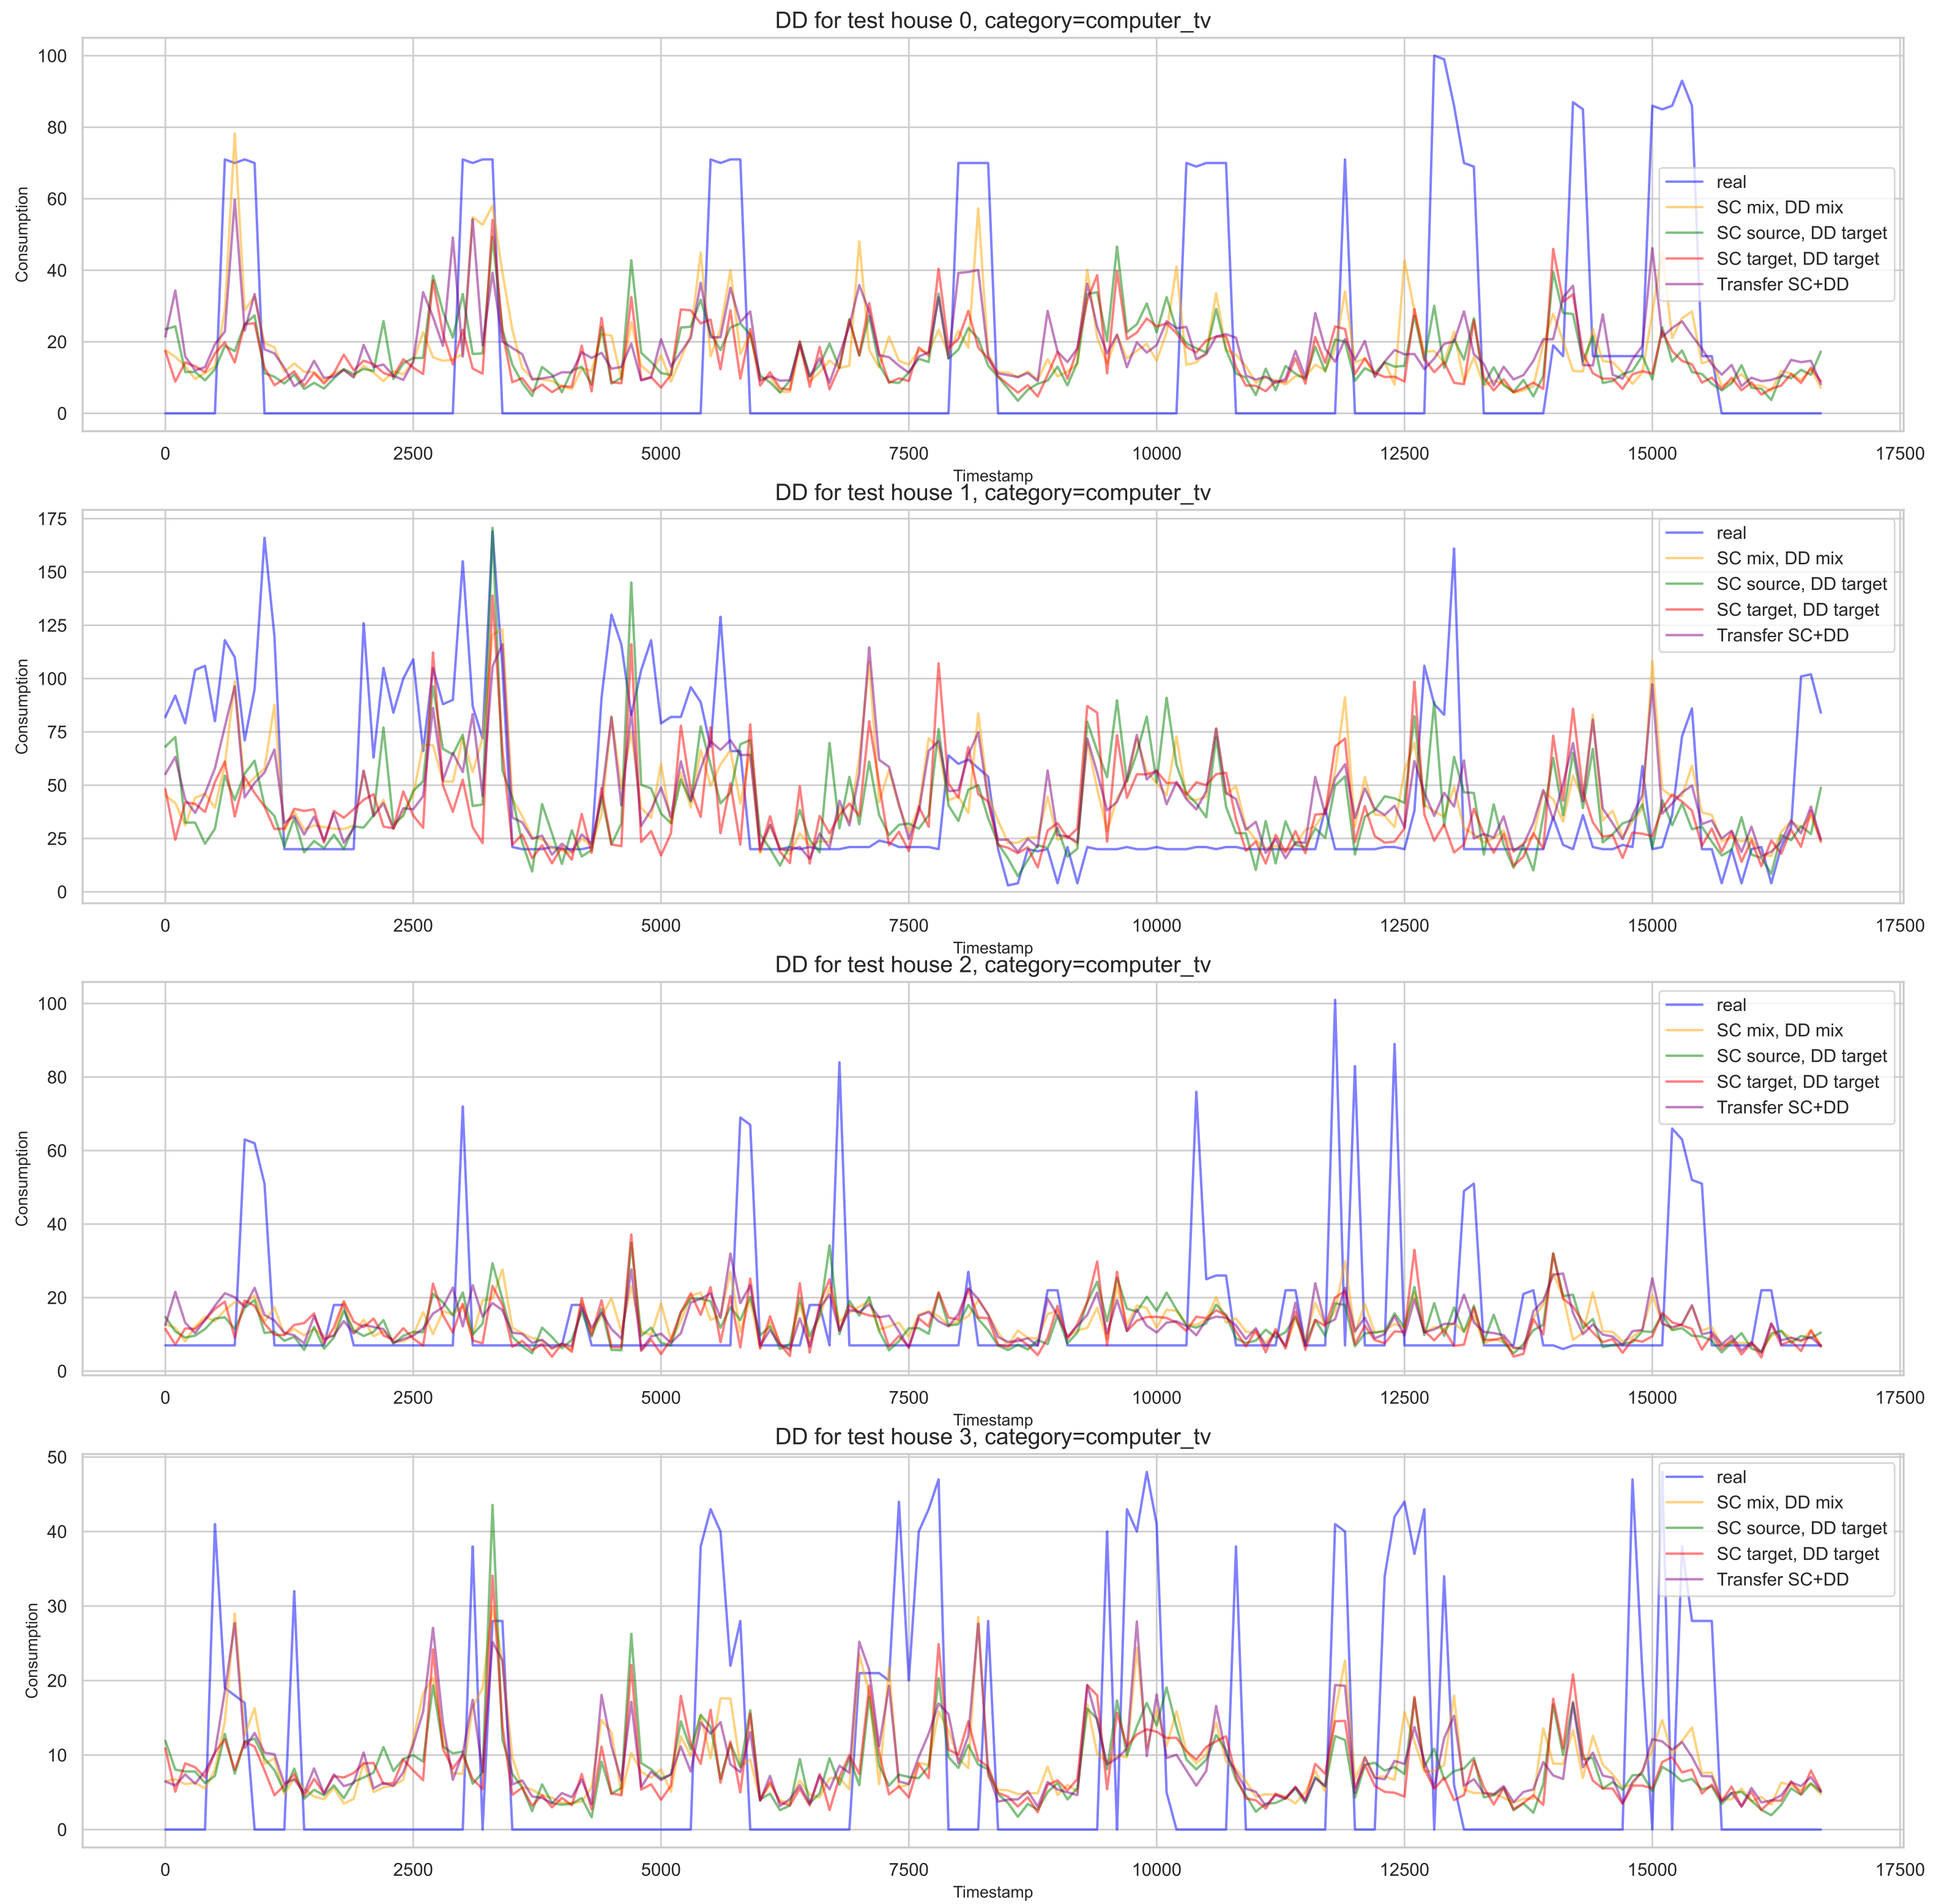 DD for test house 0, category=computer_tv
100
80
60
40
20
0
Consumption
real
SC mix, DD mix
SC source, DD target
SC target, DD target
Transfer SC+DD
0 2500 5000 7500 10000 12500 15000 17500
Timestamp
DD for test house 1, category=computer_tv
175
150
125
100
75
50
25
0
Consumption
real
SC mix, DD mix
SC source, DD target
SC target, DD target
Transfer SC+DD
0 2500 5000 7500 10000 12500 15000 17500
Timestamp
DD for test house 2, category=computer_tv
100
80
60
40
20
0
Consumption
real
SC mix, DD mix
SC source, DD target
SC target, DD target
Transfer SC+DD
0 2500 5000 7500 10000 12500 15000 17500
Timestamp
DD for test house 3, category=computer_tv
50
40
30
20
10
0
Consumption
real
SC mix, DD mix
SC source, DD target
SC target, DD target
Transfer SC+DD
0 2500 5000 7500 10000 12500 15000 17500
Timestamp